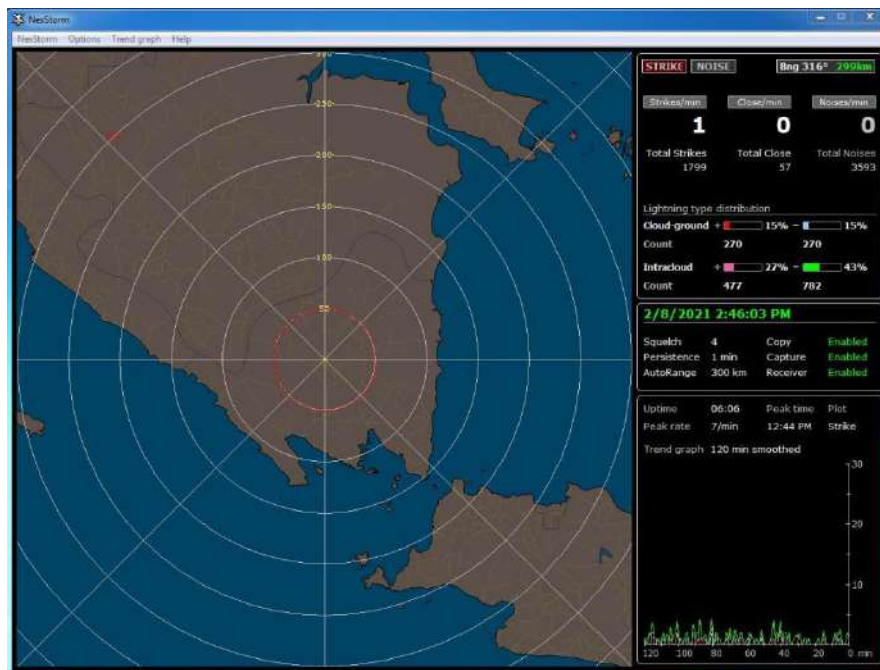 NexStorm
NexStorm Options Trend graph Help
300
250
200
150
100
50
STRIKE NOISE Bng 316° 299km
Strikes/min Close/min Noises/min
1 0 0
Total Strikes Total Close Total Noises
1799 57 3593
Lightning type distribution
Cloud-ground + 15% - 15%
Count 270 270
Intracloud + 27% - 43%
Count 477 782
2/8/2021 2:46:03 PM
Squelch 4 Copy Enabled
Persistence 1 min Capture Enabled
AutoRange 300 km Receiver Enabled
Uptime 06:06 Peak time Plot
Peak rate 7/min 12:44 PM Strike
Trend graph 120 min smoothed
30
20
10
120 100 80 60 40 20 0 min